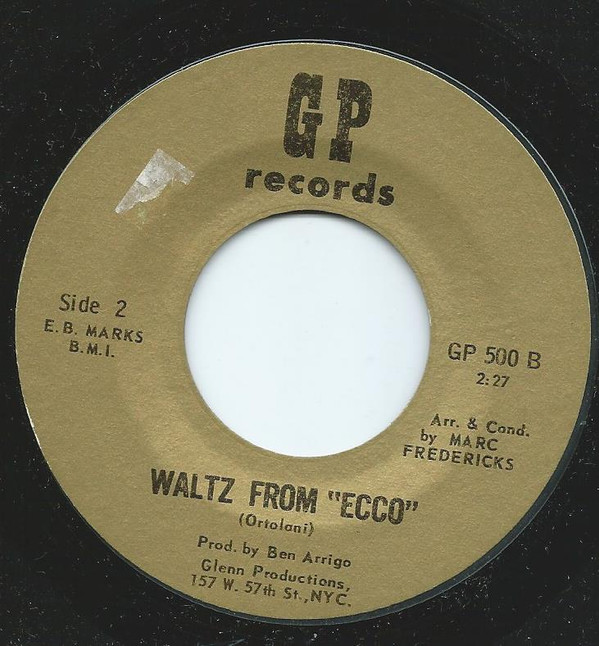 GP
records
Side 2
E. B. MARKS
B.M.I.
GP 500 B
2:27
Arr. & Cond.
by MARC
FREDERICKS
WALTZ FROM "ECCO"
(Ortolani)
Prod. by Ben Arrigo
Glenn Productions,
157 W. 57th St., NYC.